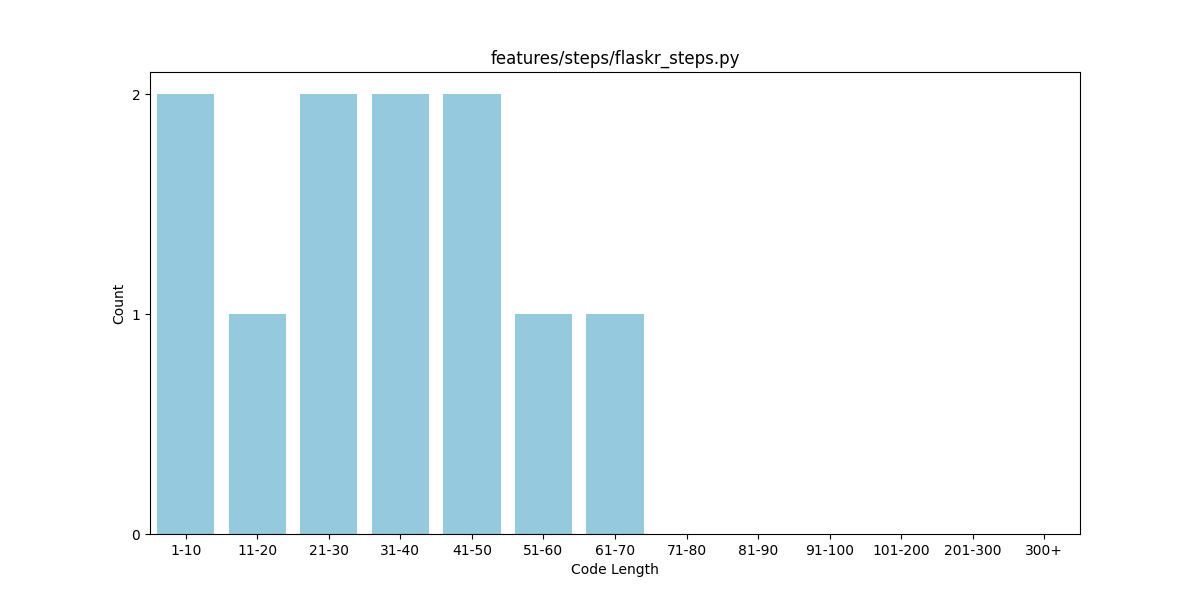 features/steps/flaskr_steps.py
2
1
0
Count
1-10 11-20 21-30 31-40 41-50 51-60 61-70 71-80 81-90 91-100 101-200 201-300 300+
Code Length